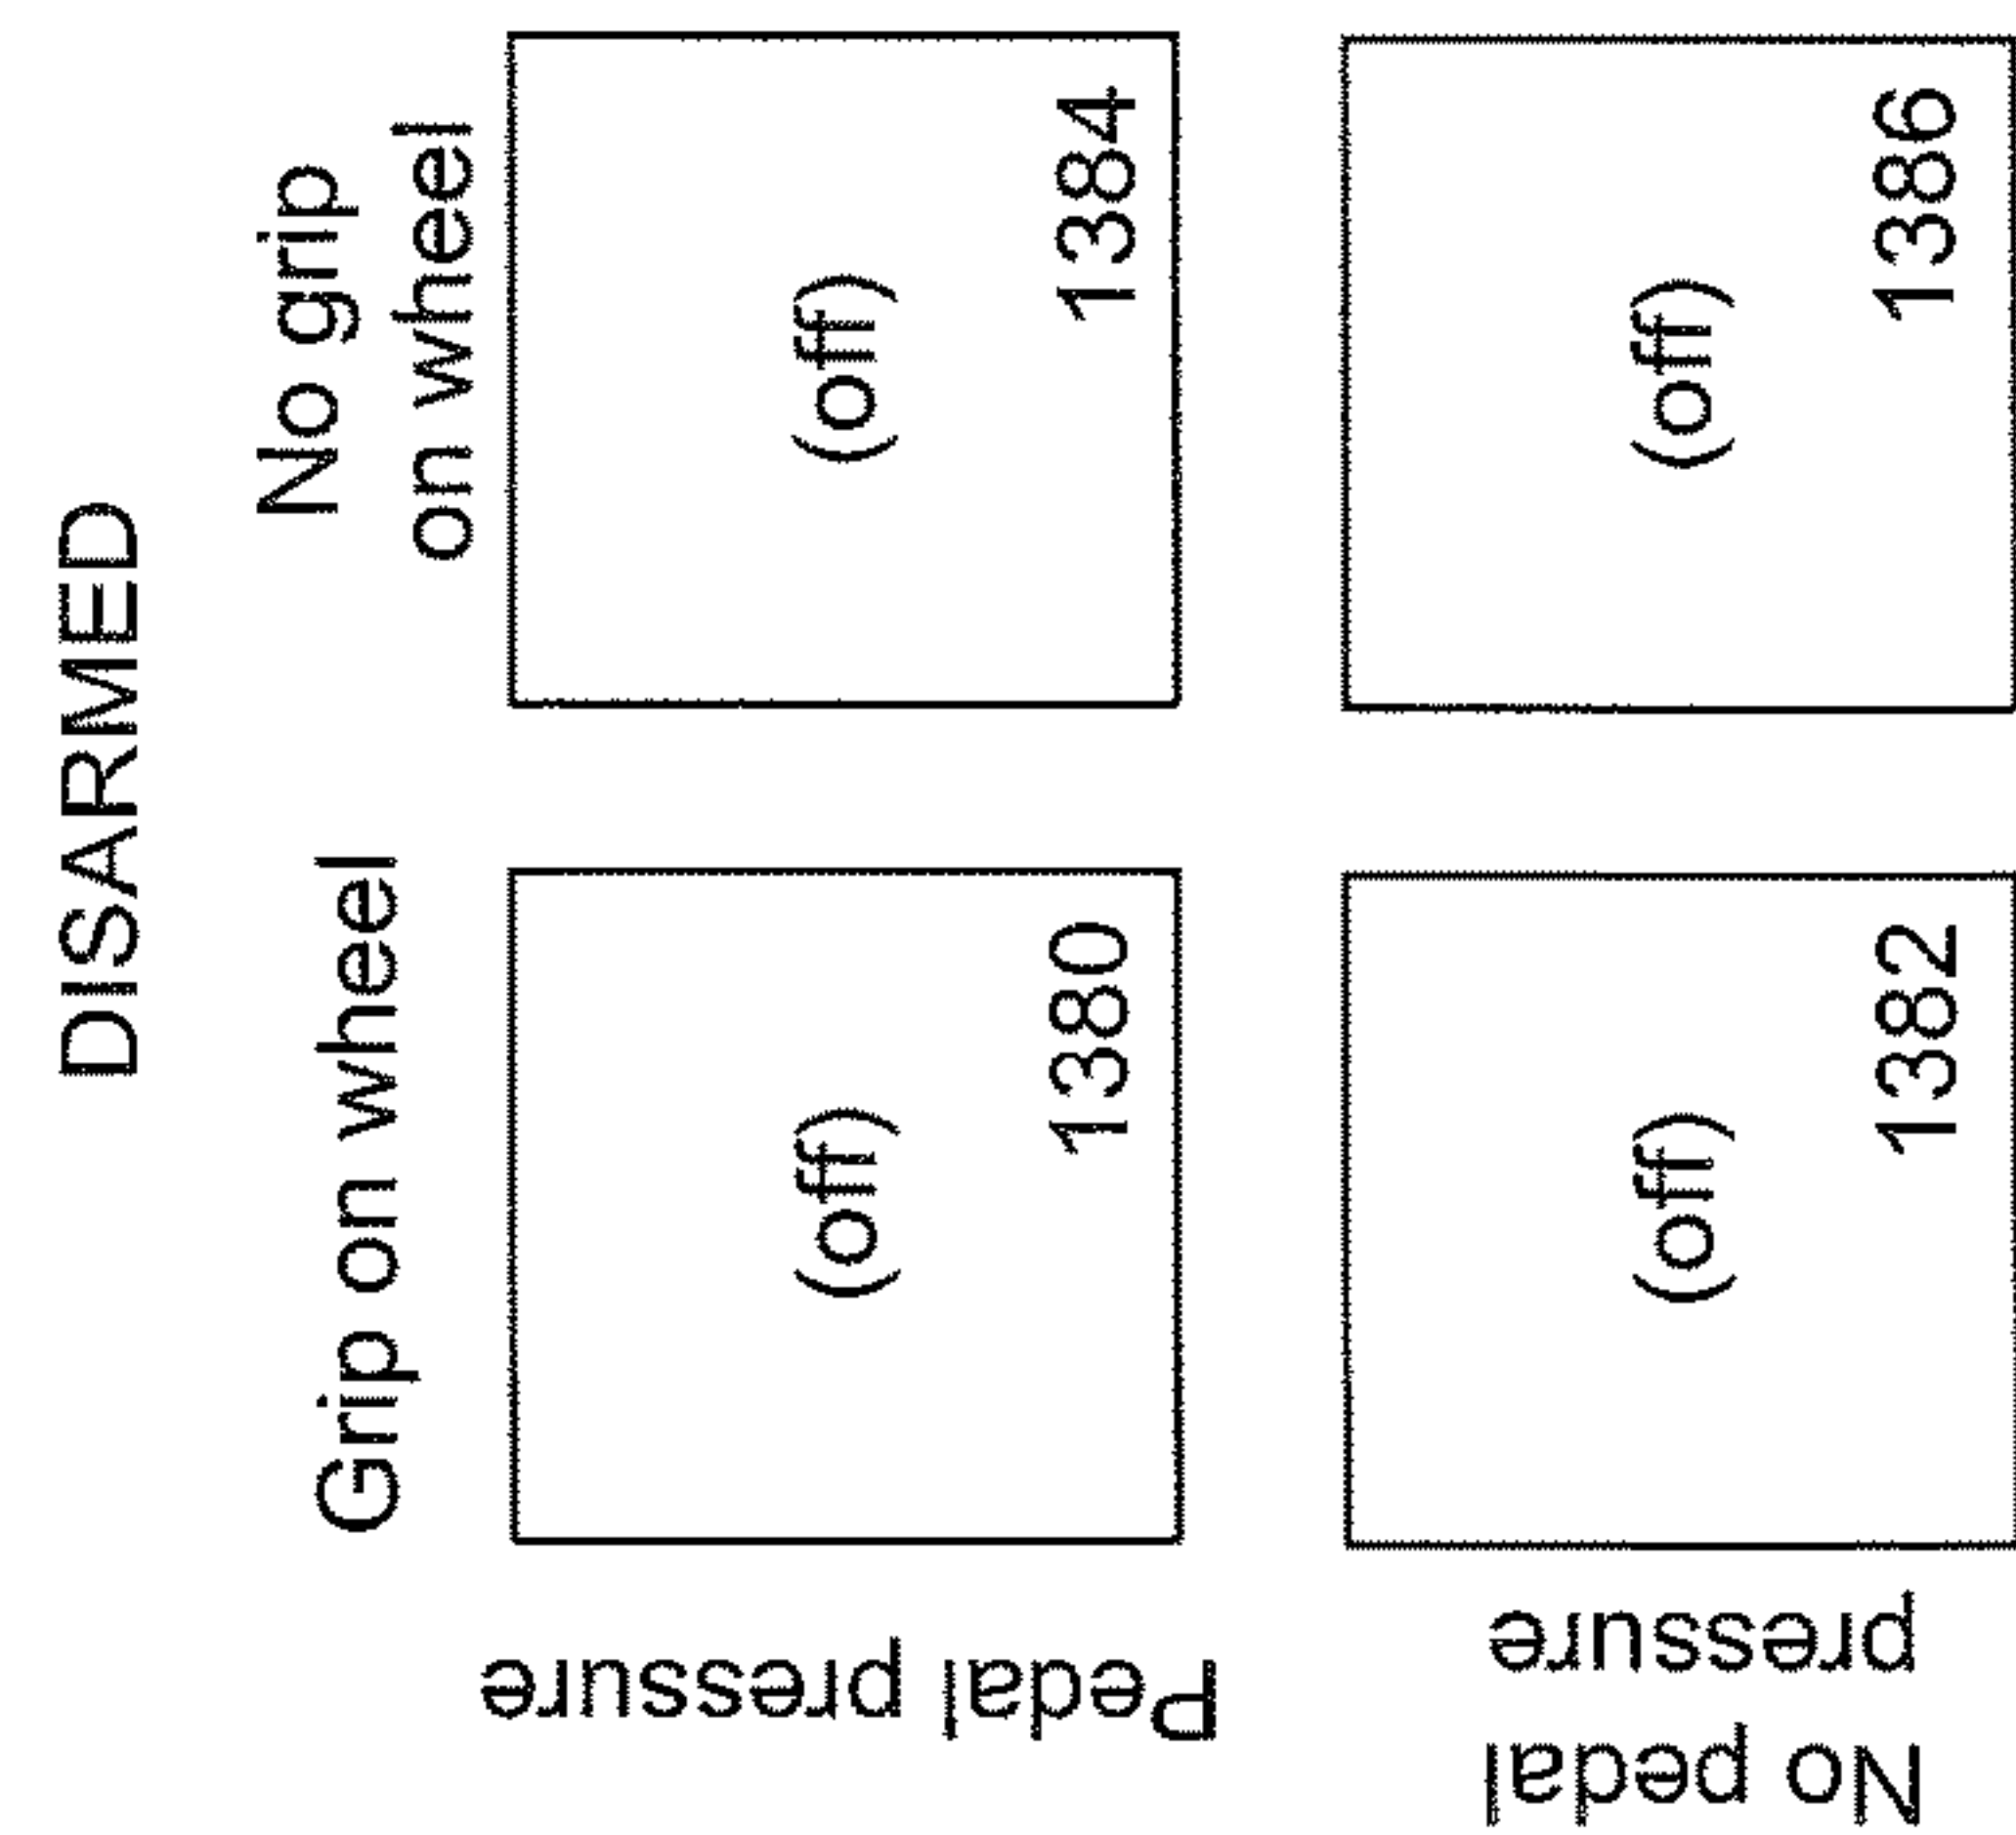 DISARMED
Grip on wheel
No grip
on wheel
Pedal pressure
(off)
1380
(off)
1384
No pedal
pressure
(off)
1382
(off)
1386